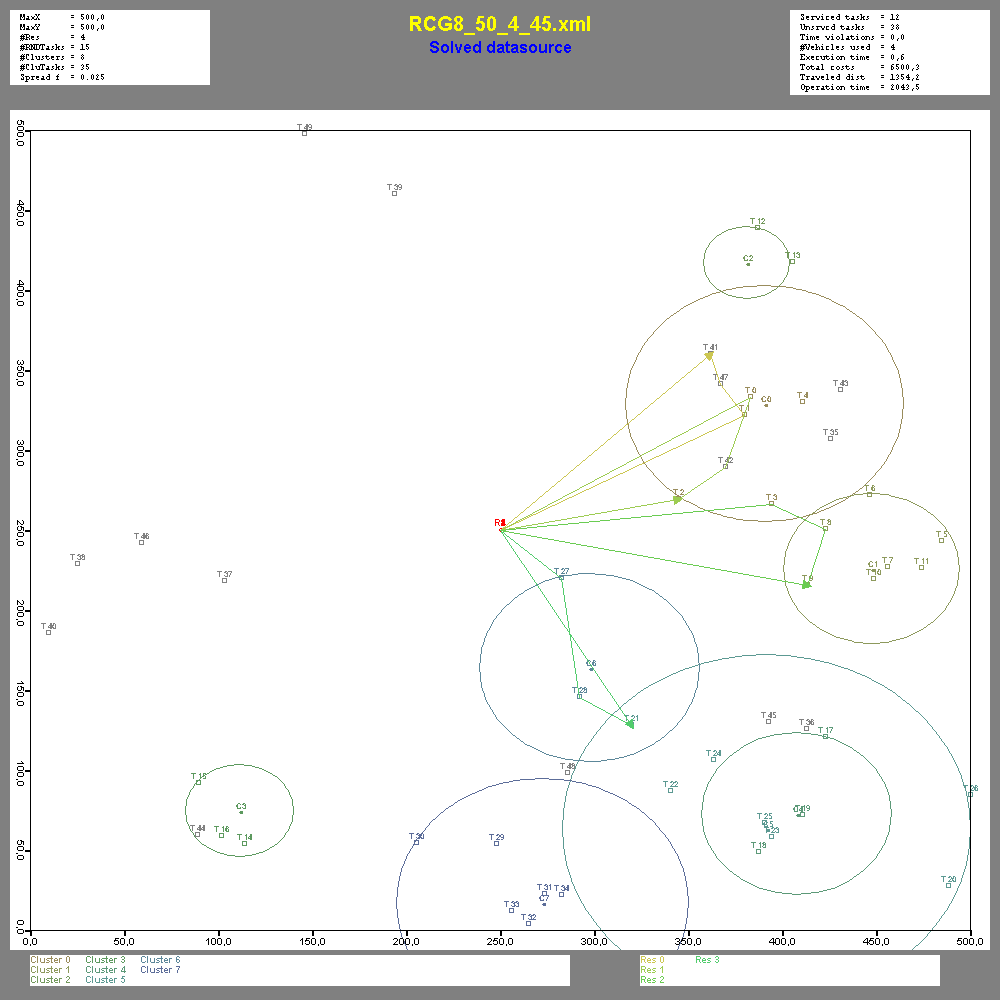 RCG8_50_4_45.xml
Solved datasource
MaxX = 500,0
MaxY = 500,0
#Res = 4
#RNDTasks = 15
#Clusters = 8
#CluTasks = 35
Spread f = 0.025
Serviced tasks = 12
Unsrvcd tasks = 38
Time violations = 0,0
#Vehicles used = 4
Execution time = 0,6
Total costs = 6500,3
Traveled dist = 1354,2
Operation time = 2043,5
500,0
450,0
400,0
350,0
300,0
250,0
200,0
150,0
100,0
50,0
0,0
T 49
T 39
T 12
C2
T 13
T 41
T 47
T 0
T 43
T 4
C0
T 1
T 35
T 42
T 6
T 2
T 3
T 8
T 5
T 46
T 38
T 37
T 27
C1
T 7
T 11
T 10
T 9
T 40
C6
T 28
T 21
T 45
T 36
T 17
T 24
T 48
T 22
T 26
T 15
C3
T 44
T 16
T 14
T 30
T 29
T 25
T 19
T 18
T 20
T 31
T 34
C7
T 33
T 32
0,0 50,0 100,0 150,0 200,0 250,0 300,0 350,0 400,0 450,0 500,0
Cluster 0 Cluster 3 Cluster 6
Cluster 1 Cluster 4 Cluster 7
Cluster 2 Cluster 5
Res 0 Res 3
Res 1
Res 2